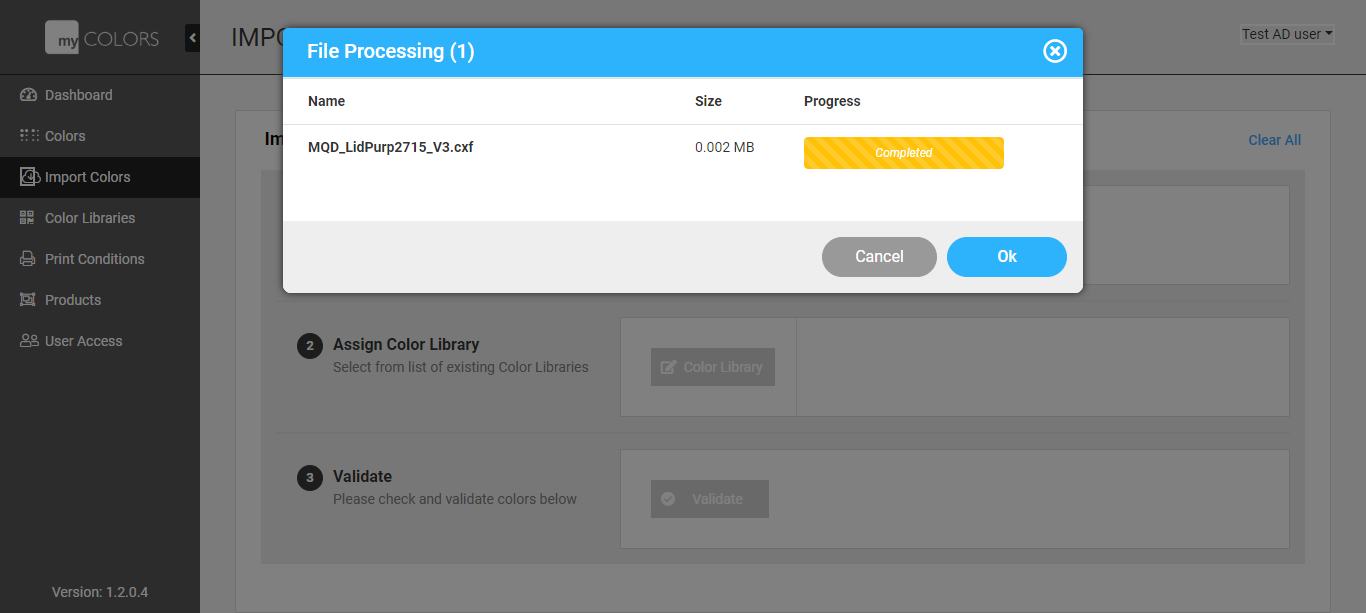 my COLORS
IMPO
Test AD user
File Processing (1)
Name Size Progress
MQD_LidPurp2715_V3.cxf 0.002 MB Completed
Cancel Ok
Dashboard
Colors
Import Colors
Color Libraries
Print Conditions
Products
User Access
Version: 1.2.0.4
Im
Clear All
2 Assign Color Library
Select from list of existing Color Libraries
Color Library
3 Validate
Please check and validate colors below
Validate